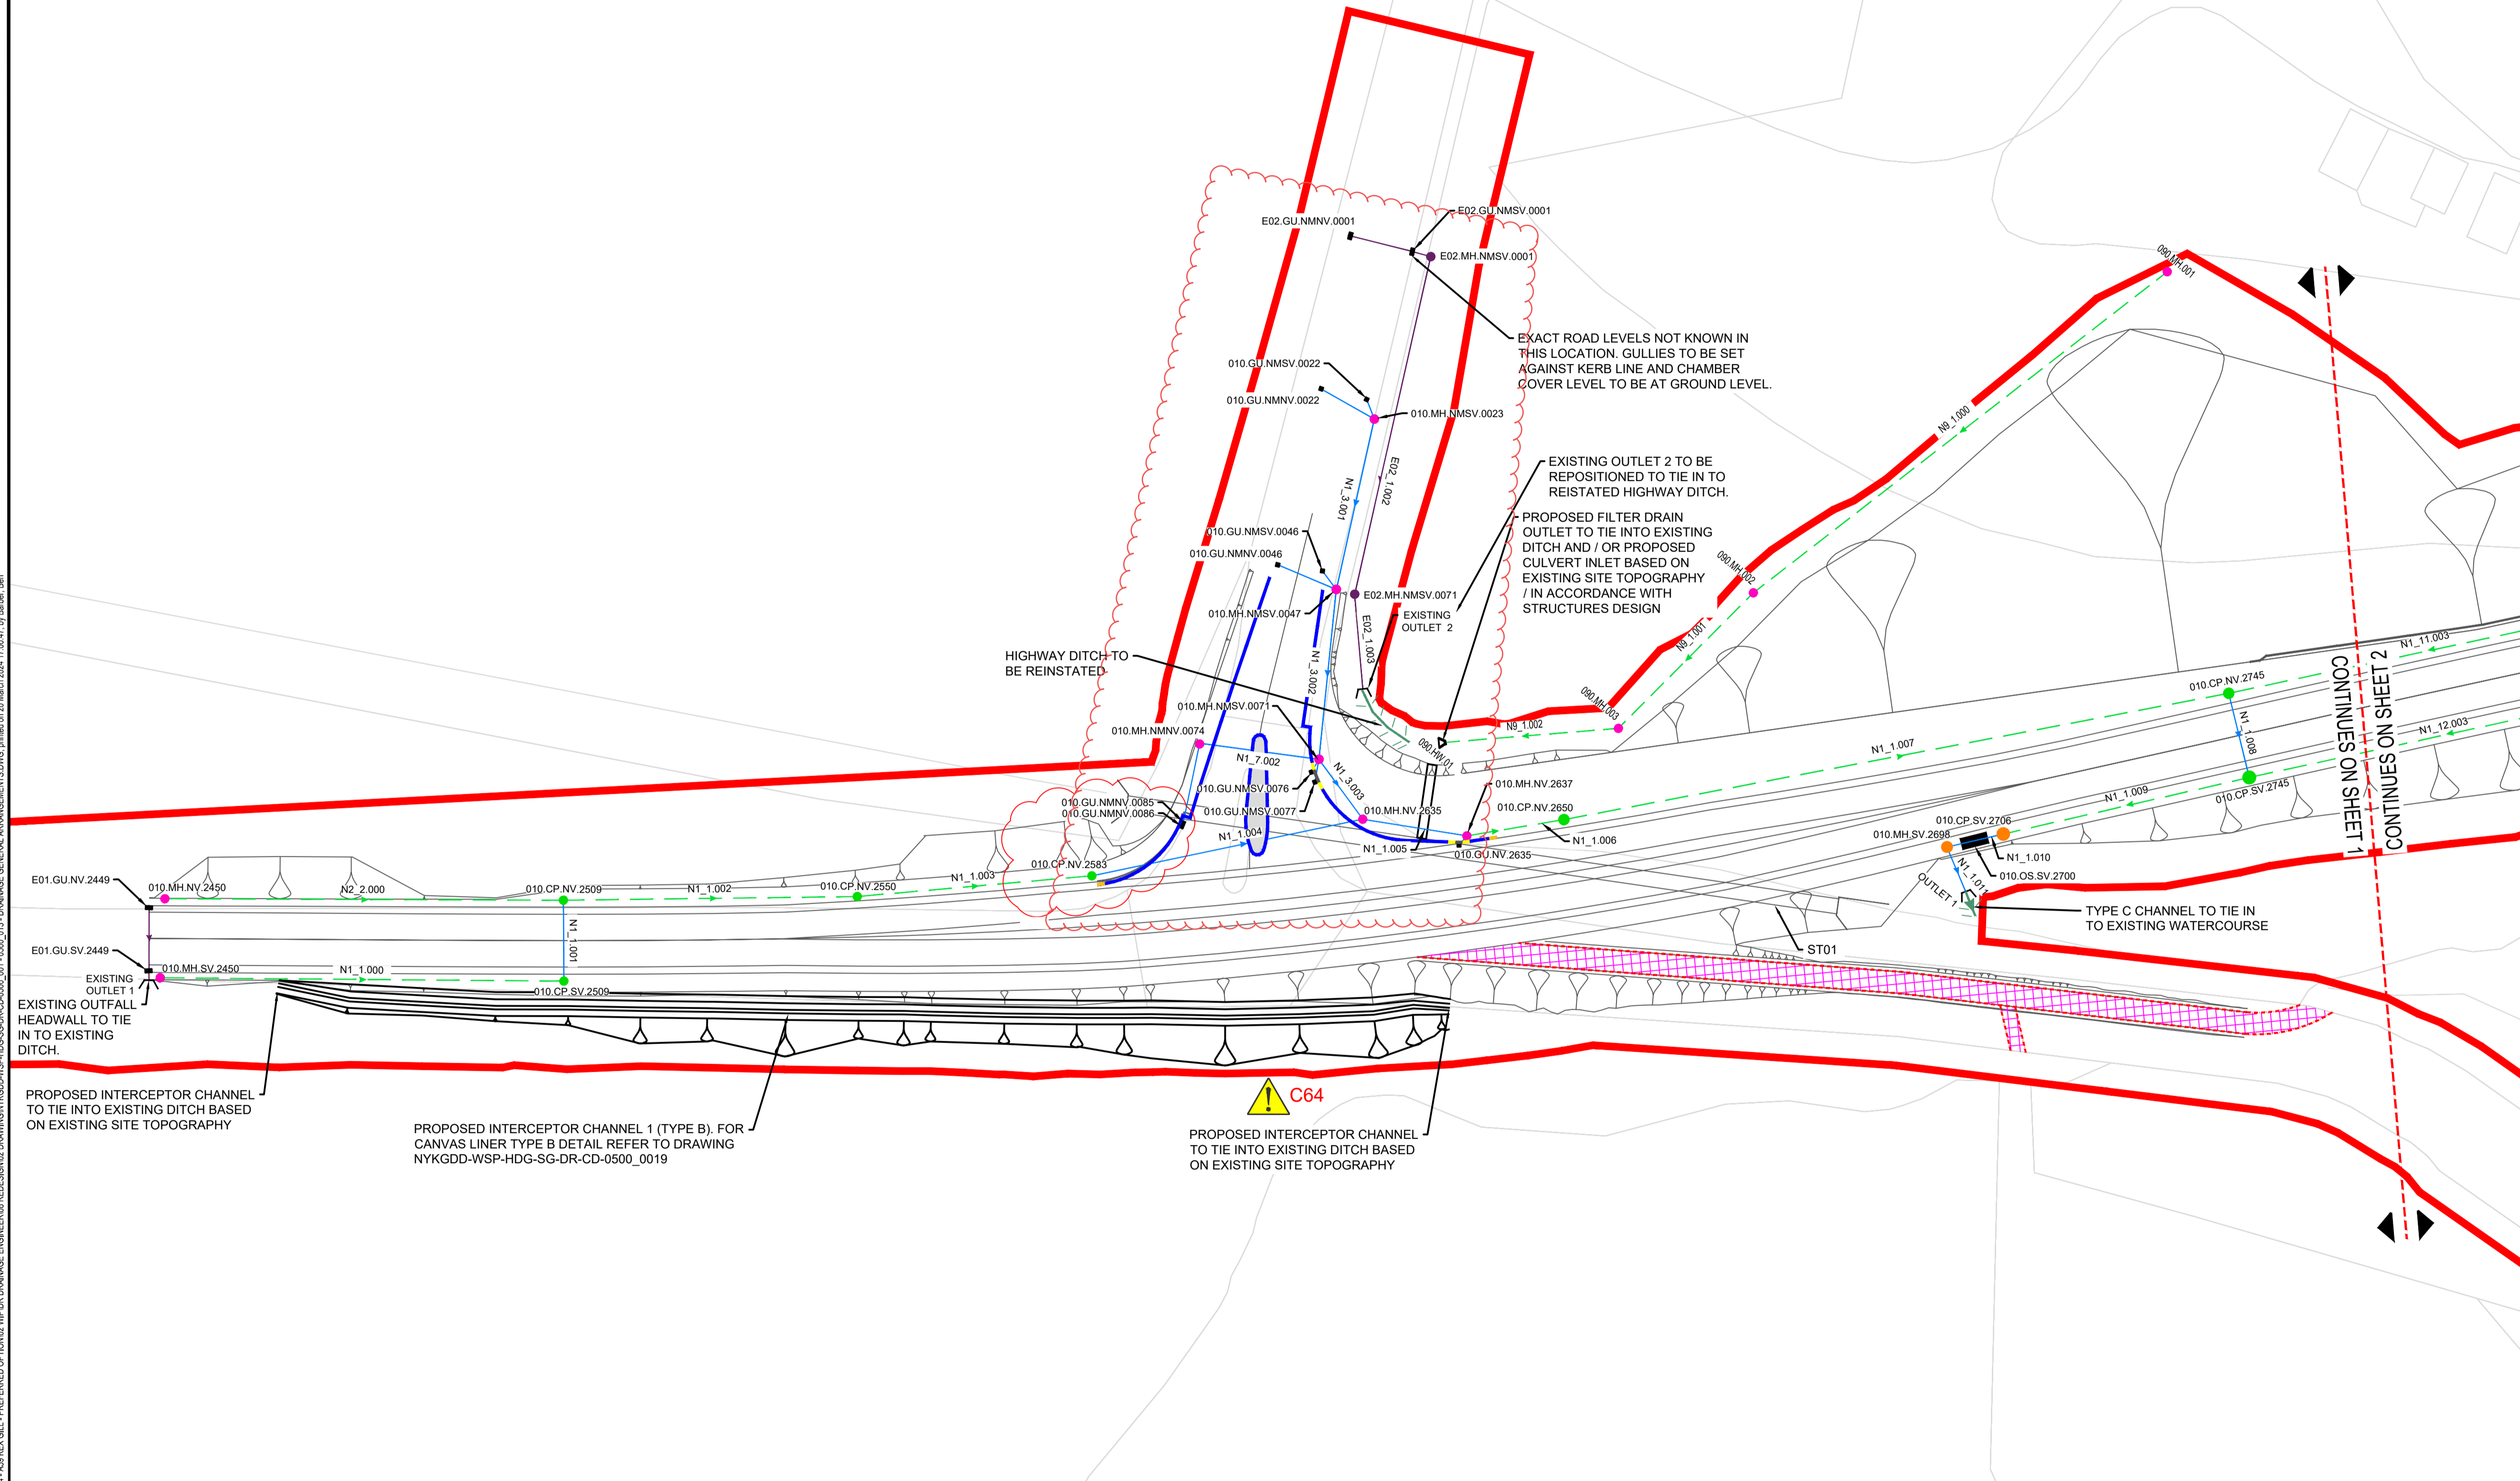 E02.GU.NMSV.0001
E02.GU.NMNV.0001
E02.MH.NMSV.0001
090.MH.001
EXACT ROAD LEVELS NOT KNOWN IN
THIS LOCATION. GULLIES TO BE SET
AGAINST KERB LINE AND CHAMBER
COVER LEVEL TO BE AT GROUND LEVEL.
010.GU.NMSV.0022
010.GU.NMNV.0022
010.MH.NMSV.0023
N9_1.000
E02_1.002
N1_3.001
EXISTING OUTLET 2 TO BE
REPOSITIONED TO TIE IN TO
REISTATED HIGHWAY DITCH.
PROPOSED FILTER DRAIN
OUTLET TO TIE INTO EXISTING
DITCH AND / OR PROPOSED
CULVERT INLET BASED ON
EXISTING SITE TOPOGRAPHY
/ IN ACCORDANCE WITH
STRUCTURES DESIGN
010.GU.NMSV.0046
010.GU.NMNV.0046
090.MH.002
E02.MH.NMSV.0071
010.MH.NMSV.0047
EXISTING
OUTLET 2
E02_1.003
N9_1.001
HIGHWAY DITCH TO
BE REINSTATED
N1_3.002
010.MH.NMSV.0071
090.MH.003
N9_1.002
010.MH.NMNV.0074
090.HW.01
N1_7.002
N1_3.003
010.GU.NMSV.0076
010.GU.NMSV.0077
010.GU.NMNV.0085
010.GU.NMNV.0086
010.MH.NV.2637
010.CP.NV.2650
010.MH.NV.2635
N1_1.004
N1_1.005
010.GU.NV.2635
N1_1.006
N1_1.007
N1_11.003
010.CP.NV.2745
N1_1.008
N1_12.003
010.CP.SV.2745
N1_1.009
CONTINUES ON SHEET 1
CONTINUES ON SHEET 2
010.CP.SV.2706
010.MH.SV.2698
N1_1.010
010.OS.SV.2700
N1_1.011
OUTLET 1
TYPE C CHANNEL TO TIE IN
TO EXISTING WATERCOURSE
ST01
010.CP.NV.2583
E01.GU.NV.2449
010.MH.NV.2450
N2_2.000
010.CP.NV.2509
N1_1.002
010.CP.NV.2550
N1_1.003
N1_1.001
E01.GU.SV.2449
010.MH.SV.2450
N1_1.000
010.CP.SV.2509
EXISTING
OUTLET 1
EXISTING OUTFALL
HEADWALL TO TIE
IN TO EXISTING
DITCH.
PROPOSED INTERCEPTOR CHANNEL
TO TIE INTO EXISTING DITCH BASED
ON EXISTING SITE TOPOGRAPHY
PROPOSED INTERCEPTOR CHANNEL 1 (TYPE B). FOR
CANVAS LINER TYPE B DETAIL REFER TO DRAWING
NYKGDD-WSP-HDG-SG-DR-CD-0500_0019
C64
PROPOSED INTERCEPTOR CHANNEL
TO TIE INTO EXISTING DITCH BASED
ON EXISTING SITE TOPOGRAPHY